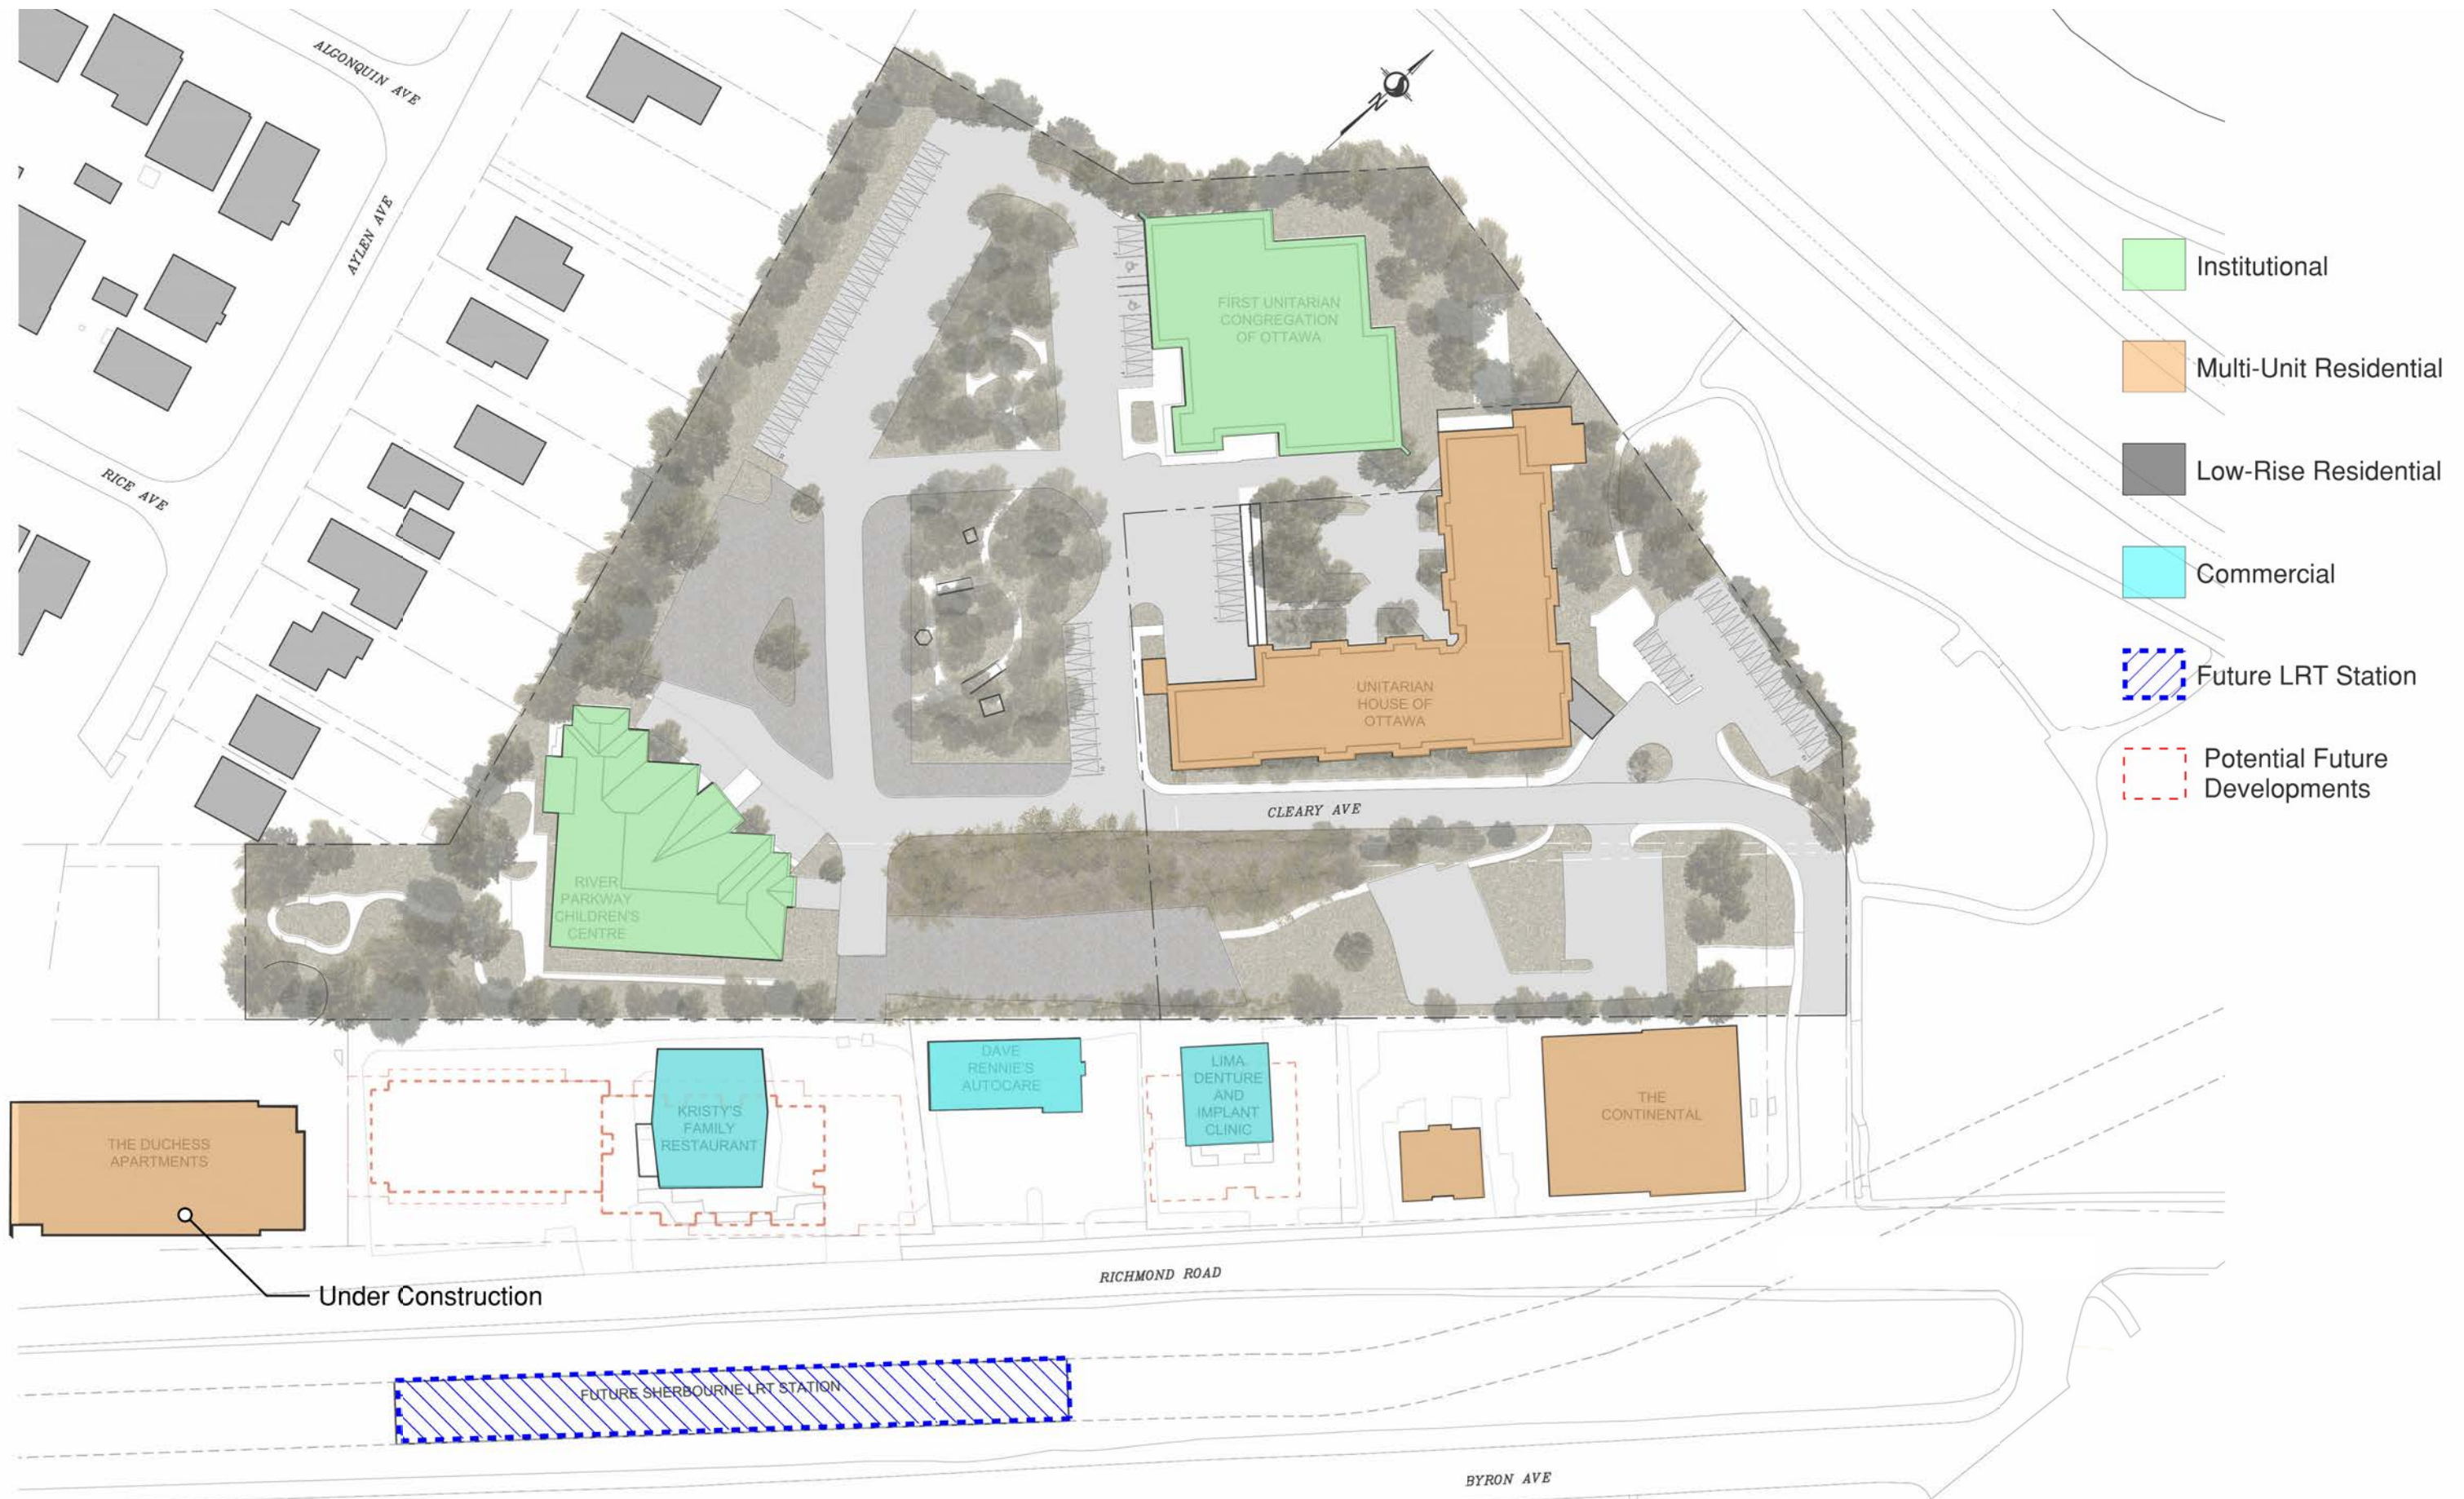 ALGONQUIN AVE
AYLEN AVE
RICE AVE
N
FIRST UNITARIAN
CONGREGATION
OF OTTAWA
Institutional
Multi-Unit Residential
Low-Rise Residential
Commercial
Future LRT Station
Potential Future
Developments
UNITARIAN
HOUSE OF
OTTAWA
CLEARY AVE
RIVER
PARKWAY
CHILDREN'S
CENTRE
THE DUCHESS
APARTMENTS
KRISTY'S
FAMILY
RESTAURANT
DAVE
RENNIE'S
AUTOCARE
LIMA
DENTURE
AND
IMPLANT
CLINIC
THE
CONTINENTAL
Under Construction
RICHMOND ROAD
FUTURE SHERBOURNE LRT STATION
BYRON AVE